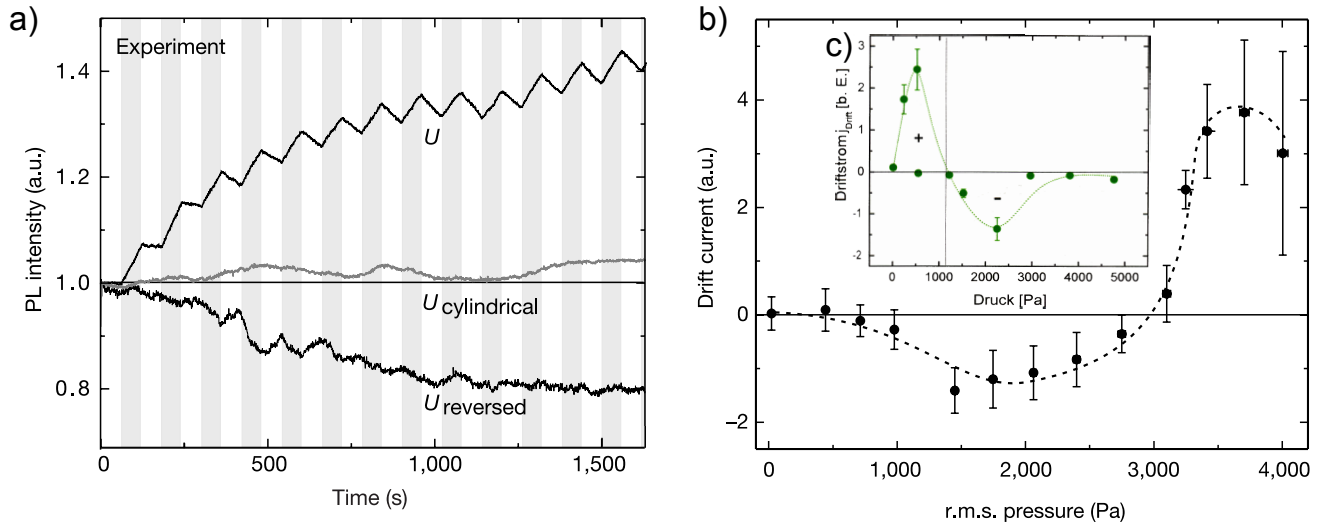 a)
Experiment
PL intensity (a.u.)
1.4
1.2
1.0
0.8
U
U cylindrical
U reversed
0
500
1,000
1,500
Time (s)
b)
Drift current (a.u.)
4
2
0
−2
0
1,000
2,000
3,000
4,000
r.m.s. pressure (Pa)
c)
Driftstrom jDrift [b. E.]
3
2
1
0
-1
-2
+
-
0
1000
2000
3000
4000
5000
Druck [Pa]